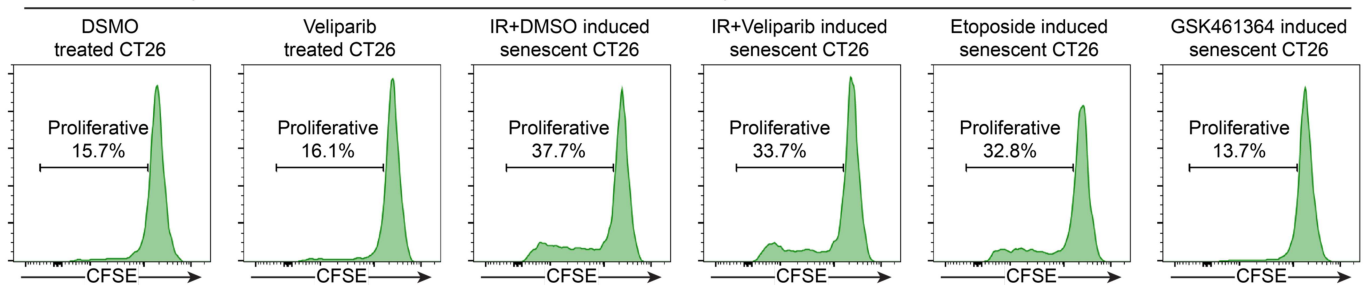 DSMO
treated CT26
Veliparib
treated CT26
IR+DMSO induced
senescent CT26
IR+Veliparib induced
senescent CT26
Etoposide induced
senescent CT26
GSK461364 induced
senescent CT26
Proliferative
15.7%
Proliferative
16.1%
Proliferative
37.7%
Proliferative
33.7%
Proliferative
32.8%
Proliferative
13.7%
CFSE
CFSE
CFSE
CFSE
CFSE
CFSE